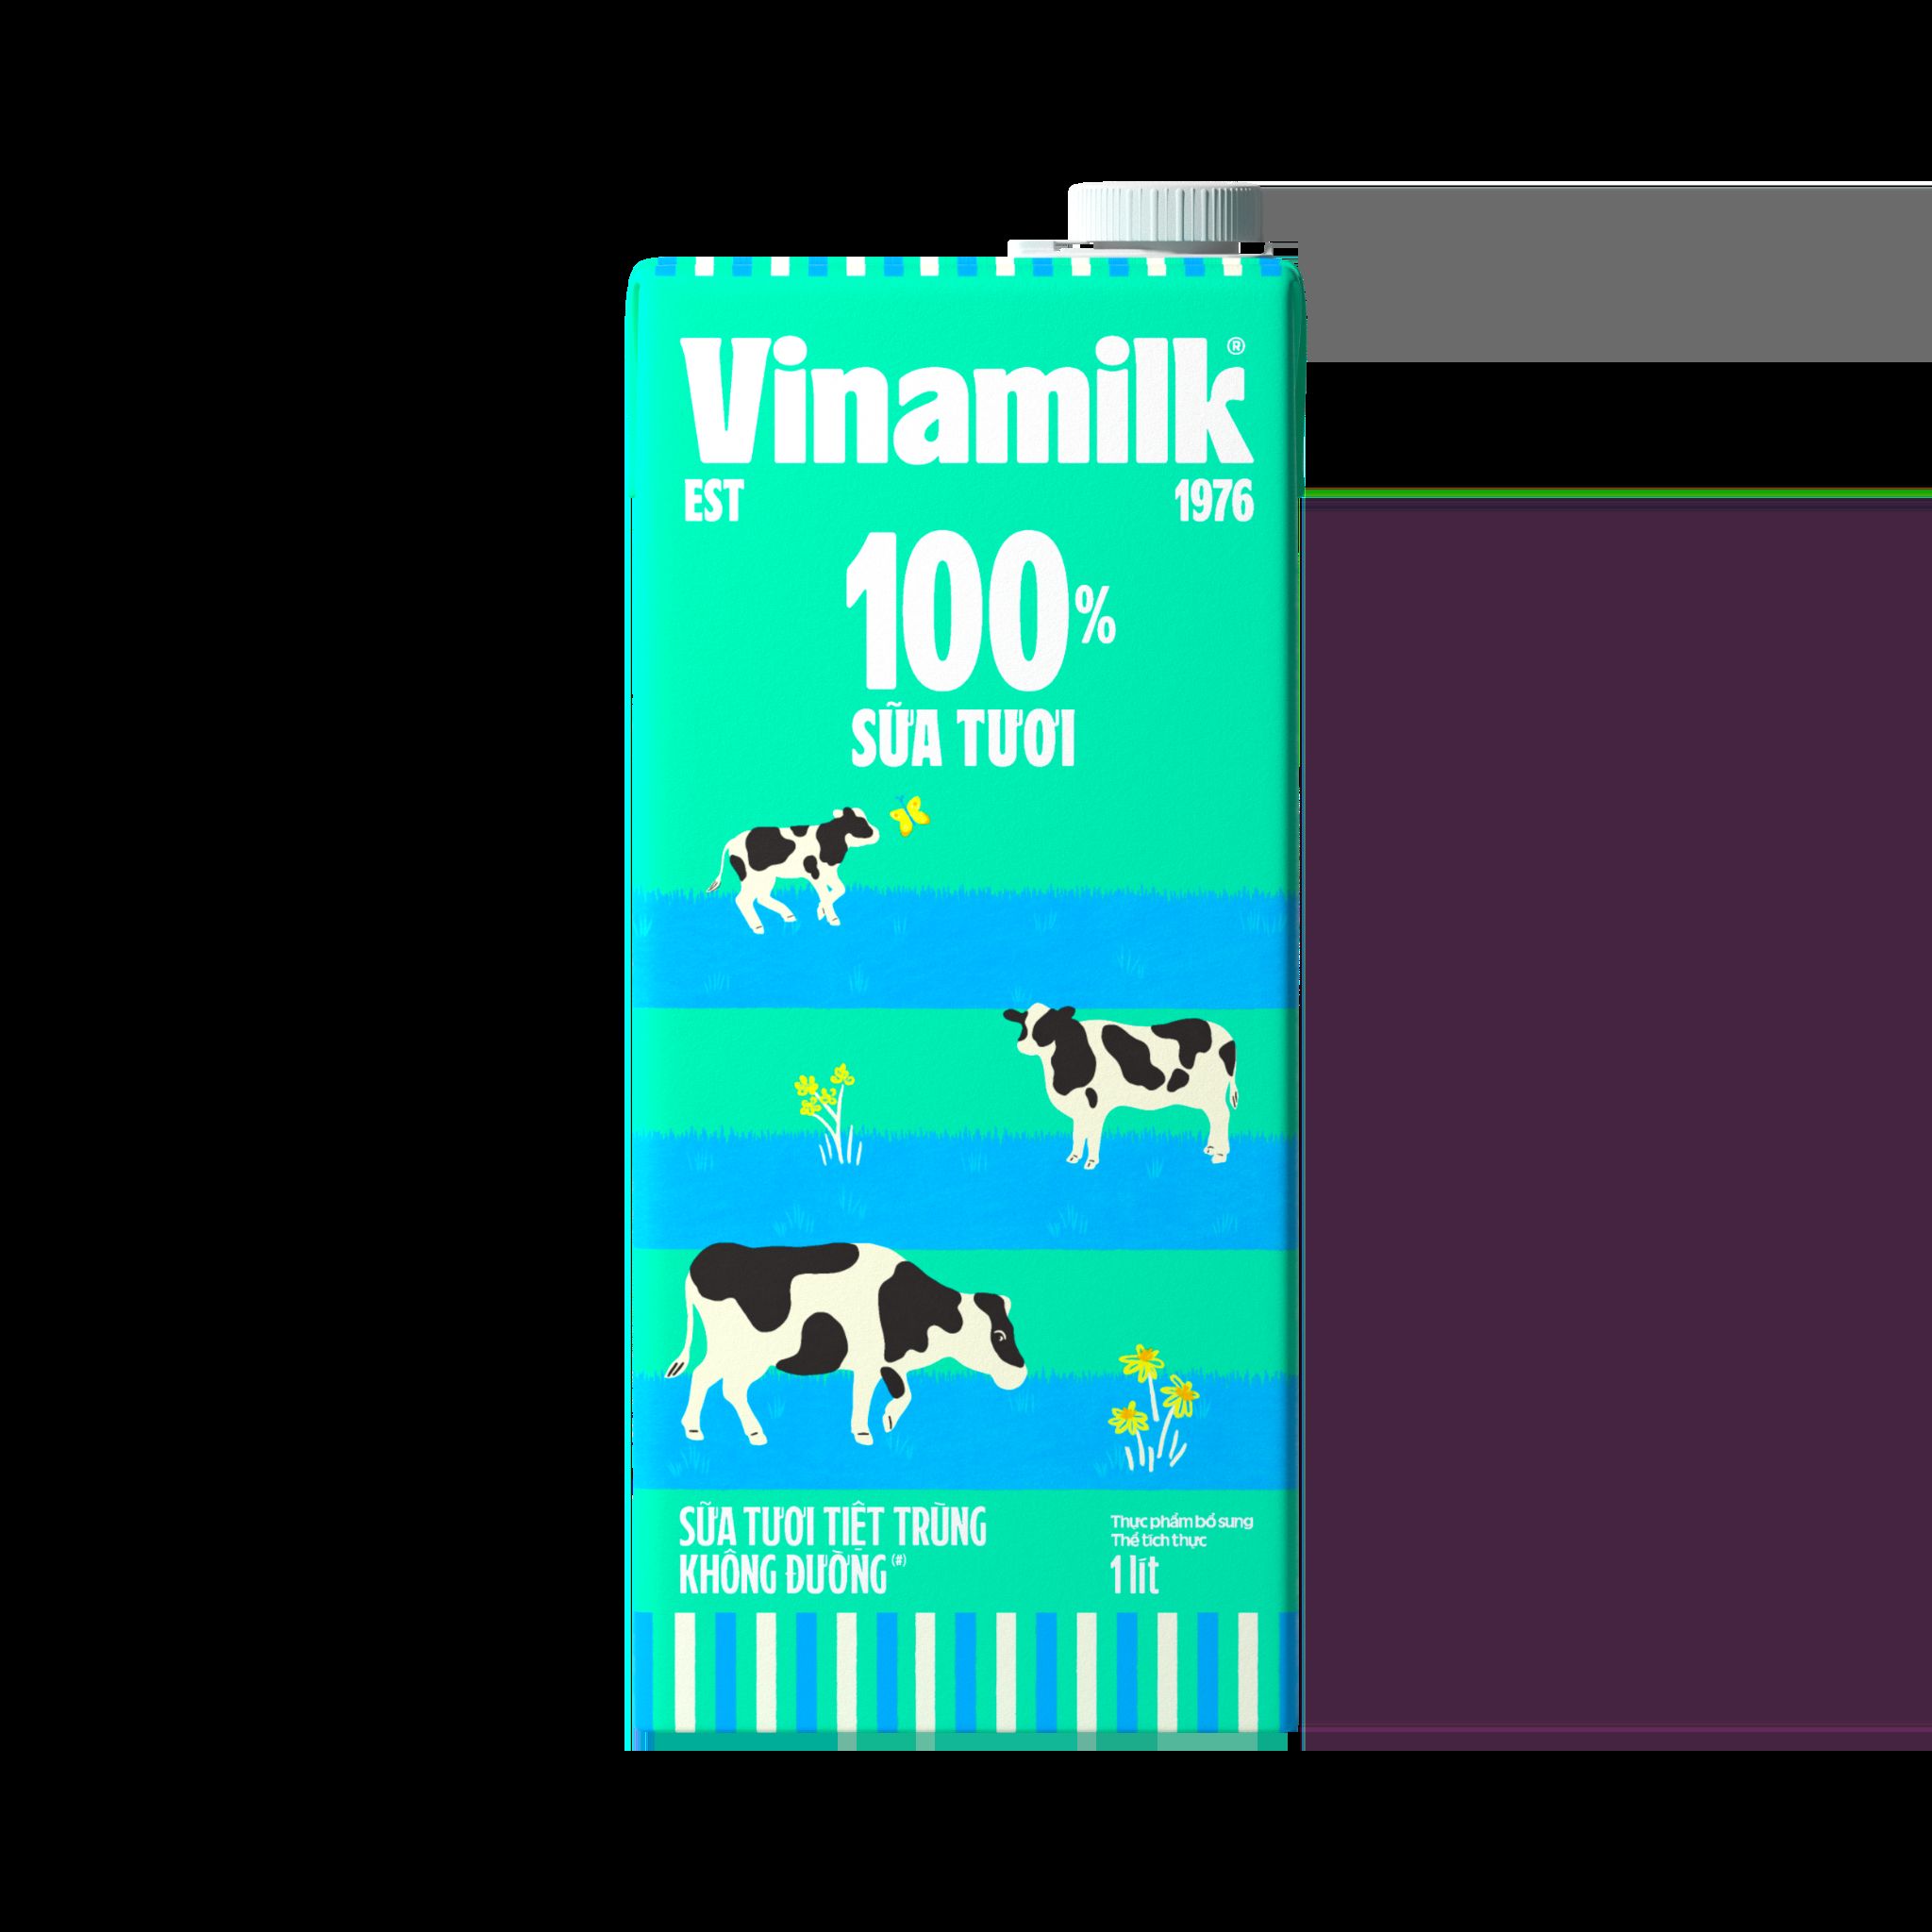 Vinamilk®
EST 1976
100%
SỮA TƯƠI
SỮA TƯƠI TIỆT TRÙNG
KHÔNG ĐƯỜNG(#)
Thực phẩm bổ sung
Thể tích thực
1 lít